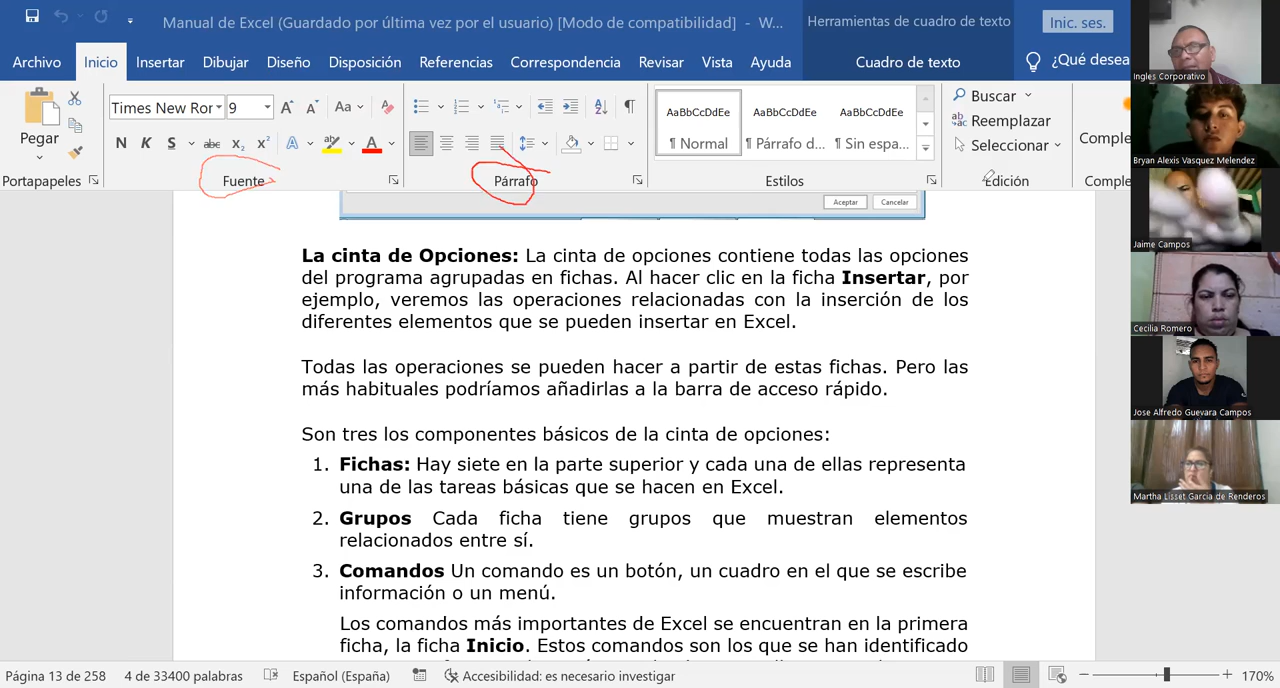 Manual de Excel (Guardado por última vez por el usuario) [Modo de compatibilidad] - W...
Herramientas de cuadro de texto
Inic. ses.
Archivo Inicio Insertar Dibujar Diseño Disposición Referencias Correspondencia Revisar Vista Ayuda Cuadro de texto ¿Qué desea
Pegar
Times New Ror 9 Aa
N K S abc X₂ X² A A
AaBbCcDdEe AaBbCcDdEe AaBbCcDdEe
¶ Normal ¶ Párrafo d... ¶ Sin espa...
Buscar
Reemplazar
Seleccionar
Comple
Portapapeles Fuente Párrafo Estilos Edición Comple
Aceptar Cancelar
La cinta de Opciones: La cinta de opciones contiene todas las opciones
del programa agrupadas en fichas. Al hacer clic en la ficha Insertar, por
ejemplo, veremos las operaciones relacionadas con la inserción de los
diferentes elementos que se pueden insertar en Excel.
Todas las operaciones se pueden hacer a partir de estas fichas. Pero las
más habituales podríamos añadirlas a la barra de acceso rápido.
Son tres los componentes básicos de la cinta de opciones:
1. Fichas: Hay siete en la parte superior y cada una de ellas representa
una de las tareas básicas que se hacen en Excel.
2. Grupos Cada ficha tiene grupos que muestran elementos
relacionados entre sí.
3. Comandos Un comando es un botón, un cuadro en el que se escribe
información o un menú.
Los comandos más importantes de Excel se encuentran en la primera
ficha, la ficha Inicio. Estos comandos son los que se han identificado
Página 13 de 258 4 de 33400 palabras Español (España) Accesibilidad: es necesario investigar 170%
Ingles Corporativo
Bryan Alexis Vasquez Melendez
Jaime Campos
Cecilia Romero
Jose Alfredo Guevara Campos
Martha Lisset Garcia de Renderos